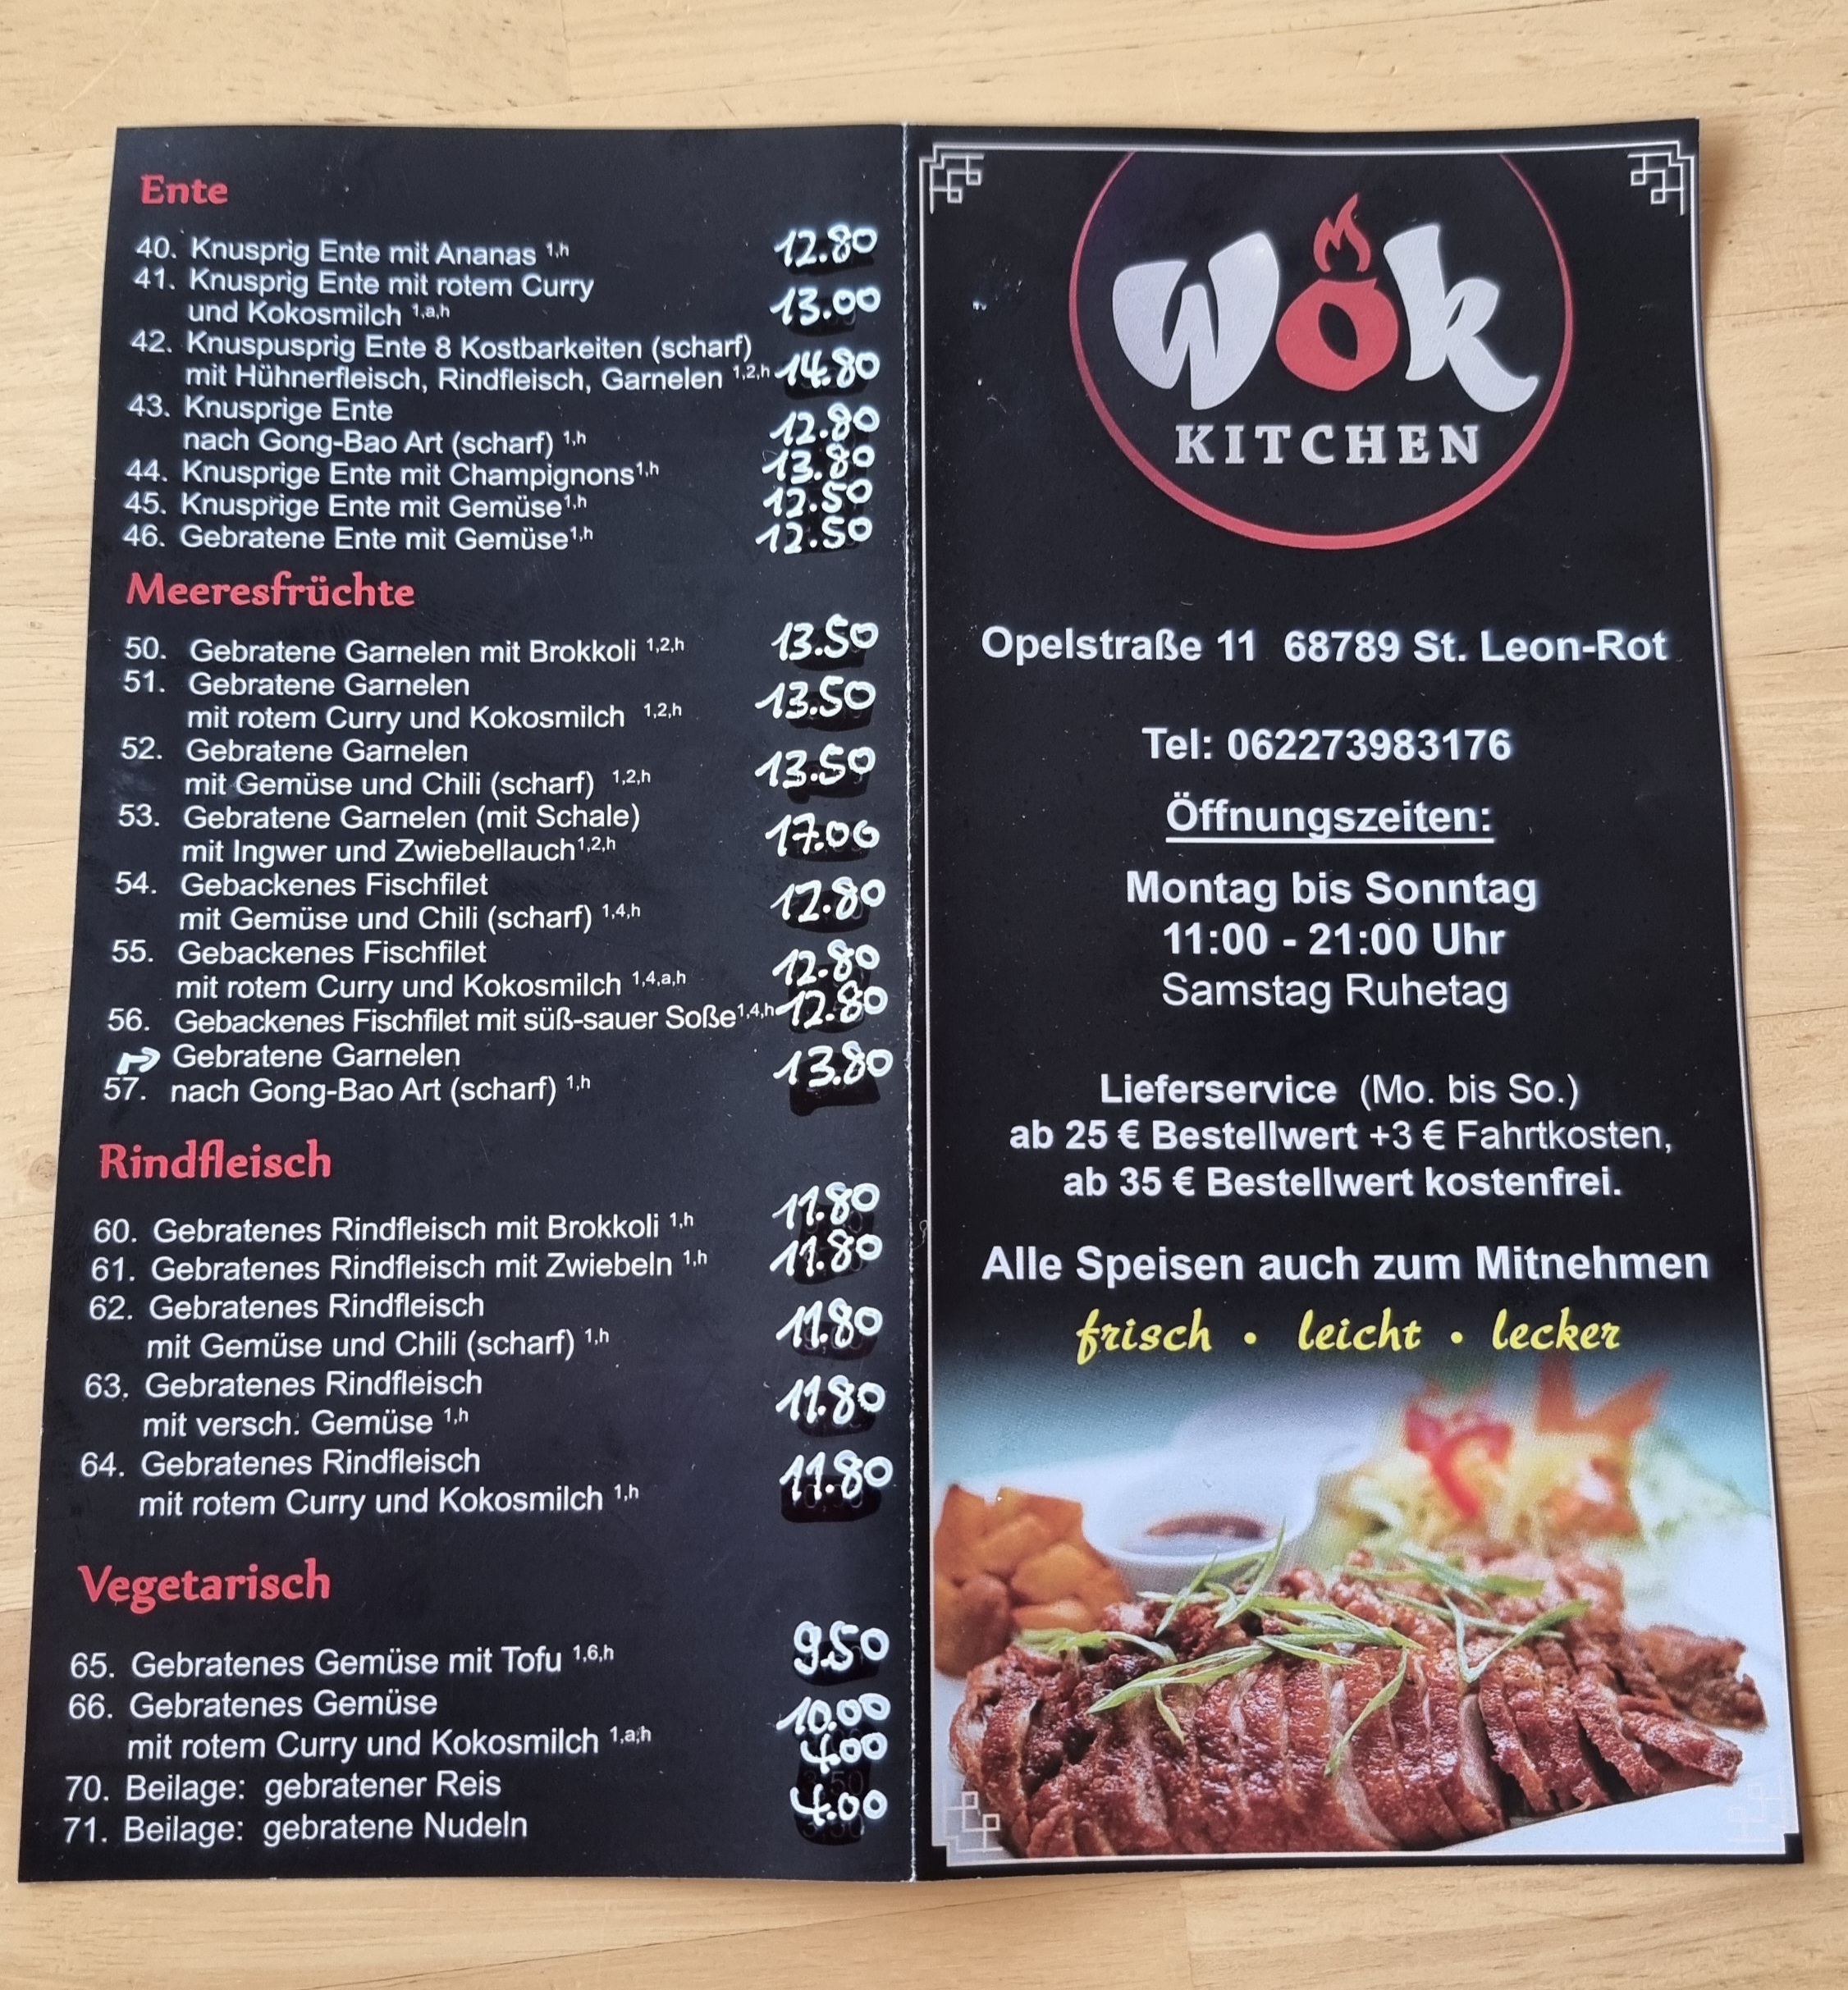 Ente
40. Knusprig Ente mit Ananas 1,h 12.80
41. Knusprig Ente mit rotem Curry
und Kokosmilch 1,a,h 13.00
42. Knuspusprig Ente 8 Kostbarkeiten (scharf)
mit Hühnerfleisch, Rindfleisch, Garnelen 1,2,h 14.80
43. Knusprige Ente
nach Gong-Bao Art (scharf) 1,h 12.80
44. Knusprige Ente mit Champignons 1,h 13.80
45. Knusprige Ente mit Gemüse 1,h 12.50
46. Gebratene Ente mit Gemüse 1,h 12.50
Meeresfrüchte
50. Gebratene Garnelen mit Brokkoli 1,2,h 13.50
51. Gebratene Garnelen
mit rotem Curry und Kokosmilch 1,2,h 13.50
52. Gebratene Garnelen
mit Gemüse und Chili (scharf) 1,2,h 13.50
53. Gebratene Garnelen (mit Schale)
mit Ingwer und Zwiebellauch 1,2,h 17.00
54. Gebackenes Fischfilet
mit Gemüse und Chili (scharf) 1,4,h 12.80
55. Gebackenes Fischfilet
mit rotem Curry und Kokosmilch 1,4,a,h 12.80
56. Gebackenes Fischfilet mit süß-sauer Soße 1,4,h 12.80
Gebratene Garnelen
57. nach Gong-Bao Art (scharf) 1,h 13.80
Rindfleisch
60. Gebratenes Rindfleisch mit Brokkoli 1,h 11.80
61. Gebratenes Rindfleisch mit Zwiebeln 1,h 11.80
62. Gebratenes Rindfleisch
mit Gemüse und Chili (scharf) 1,h 11.80
63. Gebratenes Rindfleisch
mit versch. Gemüse 1,h 11.80
64. Gebratenes Rindfleisch
mit rotem Curry und Kokosmilch 1,h 11.80
Vegetarisch
65. Gebratenes Gemüse mit Tofu 1,6,h 9.50
66. Gebratenes Gemüse
mit rotem Curry und Kokosmilch 1,a,h 10.00
70. Beilage: gebratener Reis 4.00
71. Beilage: gebratene Nudeln 4.00
Wok
KITCHEN
Opelstraße 11 68789 St. Leon-Rot
Tel: 062273983176
Öffnungszeiten:
Montag bis Sonntag
11:00 - 21:00 Uhr
Samstag Ruhetag
Lieferservice (Mo. bis So.)
ab 25 € Bestellwert +3 € Fahrtkosten,
ab 35 € Bestellwert kostenfrei.
Alle Speisen auch zum Mitnehmen
frisch • leicht • lecker